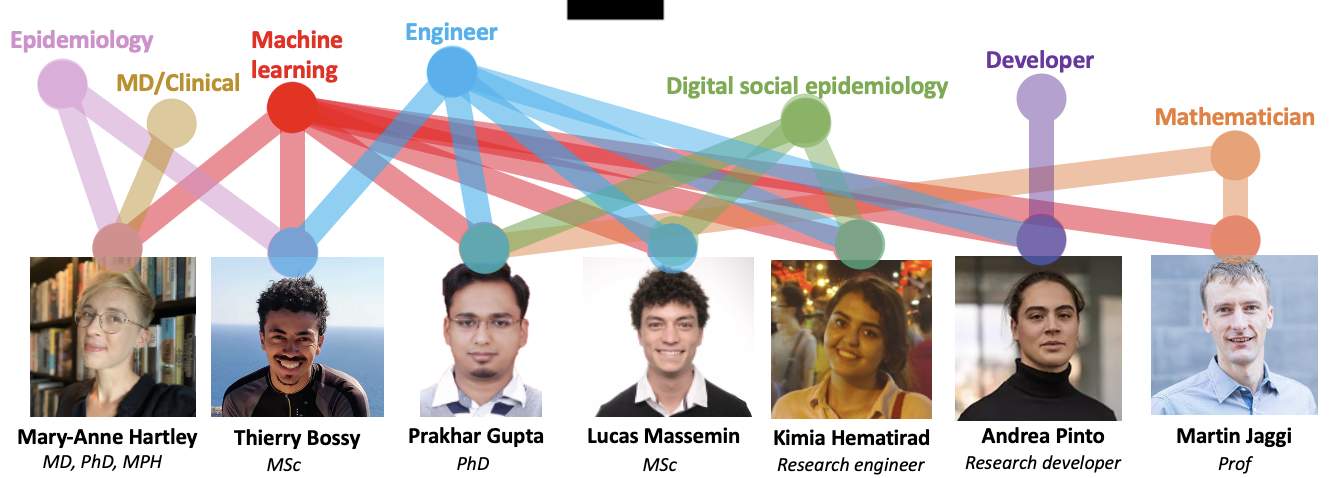 Epidemiology
MD/Clinical
Machine
learning
Engineer
Digital social epidemiology
Developer
Mathematician
Mary-Anne Hartley
MD, PhD, MPH
Thierry Bossy
MSc
Prakhar Gupta
PhD
Lucas Massemin
MSc
Kimia Hematirad
Research engineer
Andrea Pinto
Research developer
Martin Jaggi
Prof